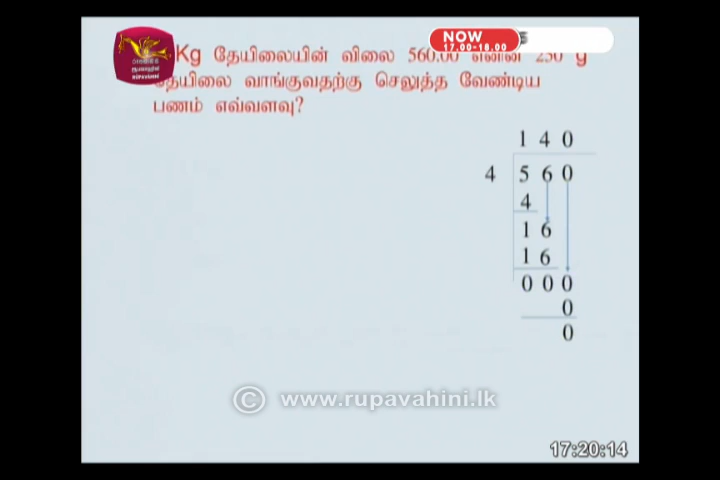 NOW
17.00-18.00
Kg தேயிலையின் விலை 560.00 எனின் 250 g
தேயிலை வாங்குவதற்கு செலுத்த வேண்டிய
பணம் எவ்வளவு?
1 4 0
4 5 6 0
4
1 6
1 6
0 0 0
0
0
© www.rupavahini.lk
17:20:14